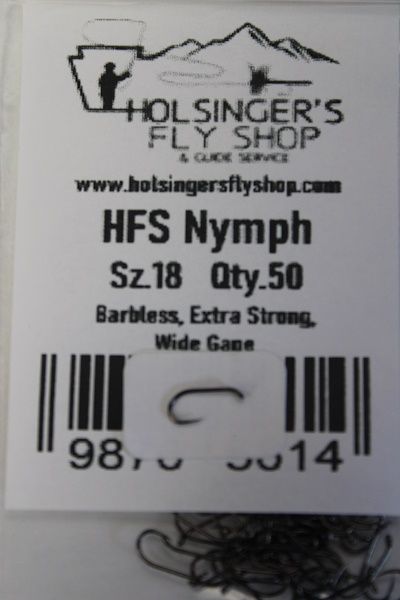 HOLSINGER'S
FLY SHOP
& GUIDE SERVICE
www.holsingersflyshop.com
HFS Nymph
Sz.18 Qty.50
Barbless, Extra Strong,
Wide Gape